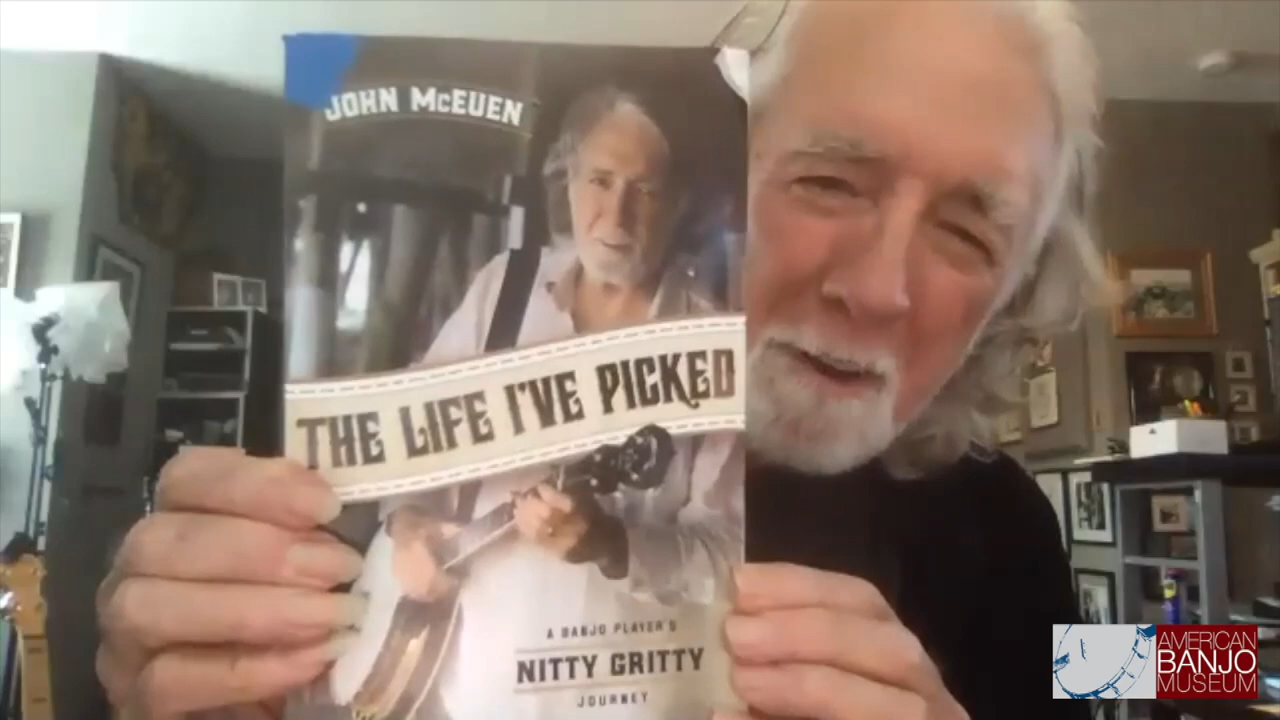 JOHN McEUEN
THE LIFE I'VE PICKED
A BANJO PLAYER'S
NITTY GRITTY
JOURNEY
AMERICAN
BANJO
MUSEUM